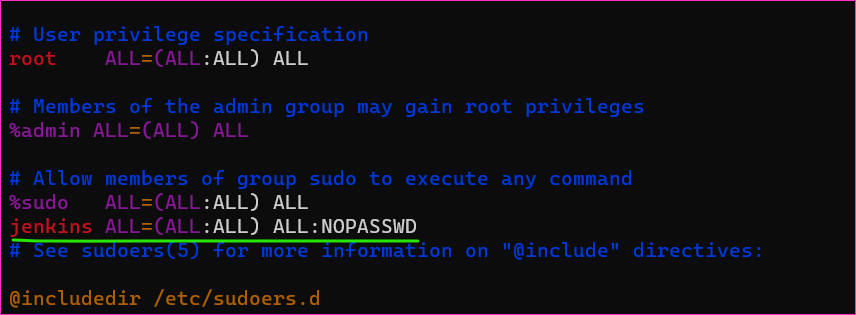 # User privilege specification
root    ALL=(ALL:ALL) ALL
# Members of the admin group may gain root privileges
%admin ALL=(ALL) ALL
# Allow members of group sudo to execute any command
%sudo   ALL=(ALL:ALL) ALL
jenkins ALL=(ALL:ALL) ALL:NOPASSWD
# See sudoers(5) for more information on "@include" directives:
@includedir /etc/sudoers.d